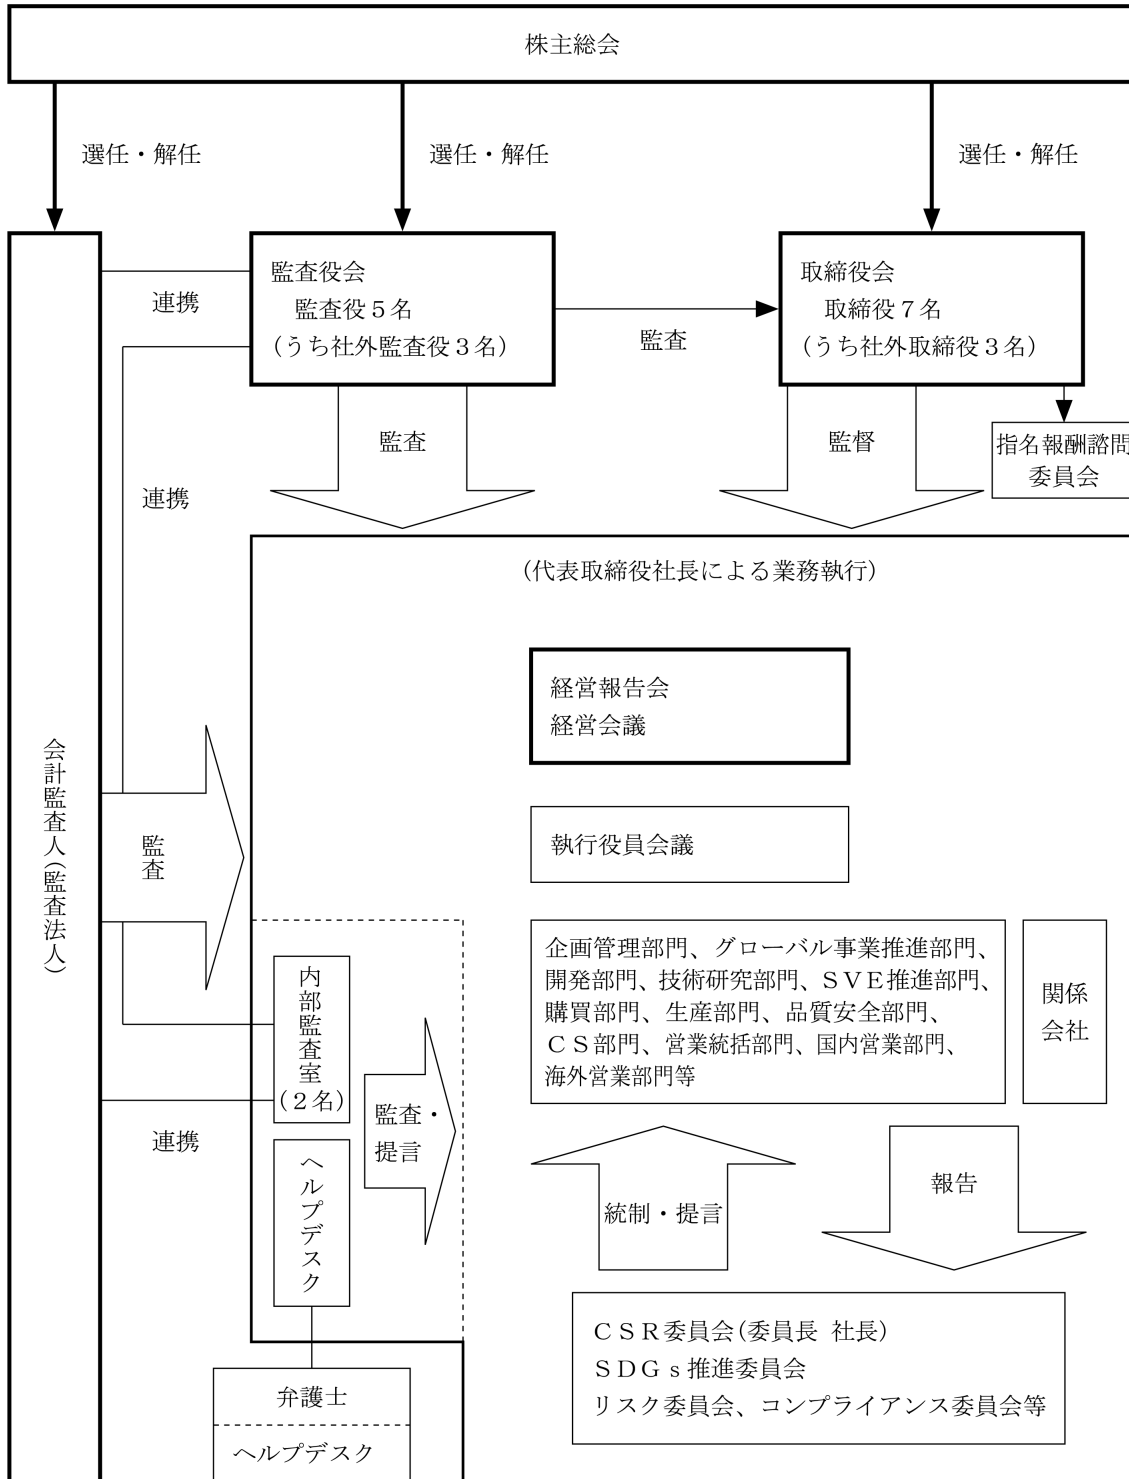 株主総会
選任・解任
選任・解任
選任・解任
監査役会
監査役５名
(うち社外監査役３名)
連携
監査
取締役会
取締役７名
(うち社外取締役３名)
監査
監督
指名報酬諮問
委員会
連携
(代表取締役社長による業務執行)
経営報告会
経営会議
会計監査人(監査法人)
監査
執行役員会議
企画管理部門、グローバル事業推進部門、
開発部門、技術研究部門、ＳＶＥ推進部門、
購買部門、生産部門、品質安全部門、
ＣＳ部門、営業統括部門、国内営業部門、
海外営業部門等
関係
会社
内部監査室
(２名)
監査・
提言
連携
ヘルプデスク
統制・提言
報告
ＣＳＲ委員会(委員長 社長)
ＳＤＧｓ推進委員会
リスク委員会、コンプライアンス委員会等
弁護士
ヘルプデスク